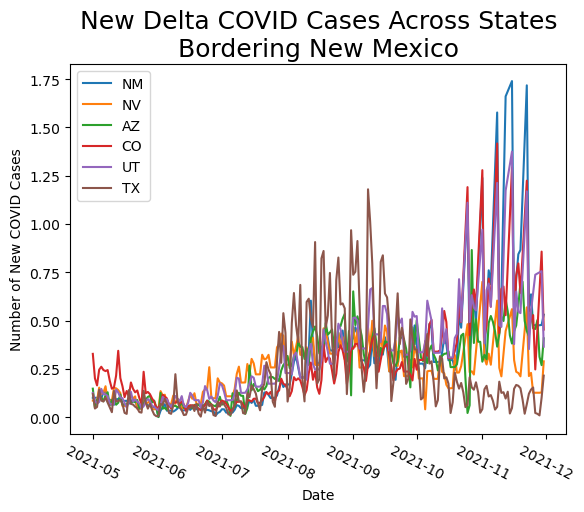 New Delta COVID Cases Across States
Bordering New Mexico
Number of New COVID Cases
1.75
1.50
1.25
1.00
0.75
0.50
0.25
0.00
NM
NV
AZ
CO
UT
TX
2021-05
2021-06
2021-07
2021-08
2021-09
2021-10
2021-11
2021-12
Date